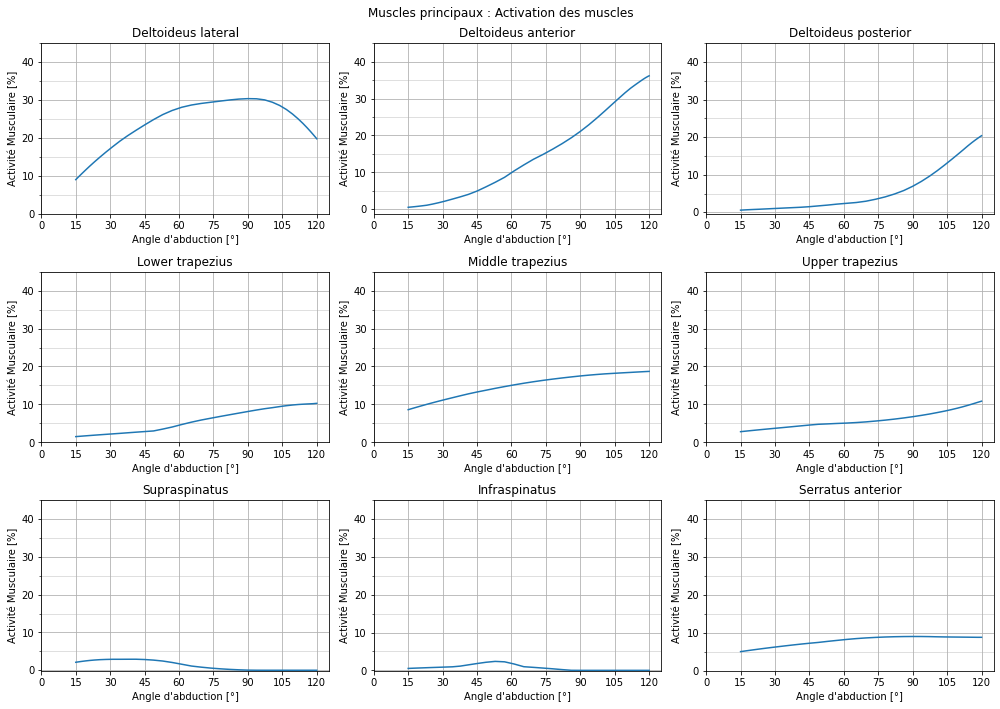 Muscles principaux : Activation des muscles
Deltoideus lateral
Deltoideus anterior
Deltoideus posterior
Activité Musculaire [%]
Activité Musculaire [%]
Activité Musculaire [%]
40
30
20
10
0
40
30
20
10
0
40
30
20
10
0
0 15 30 45 60 75 90 105 120
0 15 30 45 60 75 90 105 120
0 15 30 45 60 75 90 105 120
Angle d'abduction [°]
Angle d'abduction [°]
Angle d'abduction [°]
Lower trapezius
Middle trapezius
Upper trapezius
Activité Musculaire [%]
Activité Musculaire [%]
Activité Musculaire [%]
40
30
20
10
0
40
30
20
10
0
40
30
20
10
0
0 15 30 45 60 75 90 105 120
0 15 30 45 60 75 90 105 120
0 15 30 45 60 75 90 105 120
Angle d'abduction [°]
Angle d'abduction [°]
Angle d'abduction [°]
Supraspinatus
Infraspinatus
Serratus anterior
Activité Musculaire [%]
Activité Musculaire [%]
Activité Musculaire [%]
40
30
20
10
0
40
30
20
10
0
40
30
20
10
0
0 15 30 45 60 75 90 105 120
0 15 30 45 60 75 90 105 120
0 15 30 45 60 75 90 105 120
Angle d'abduction [°]
Angle d'abduction [°]
Angle d'abduction [°]